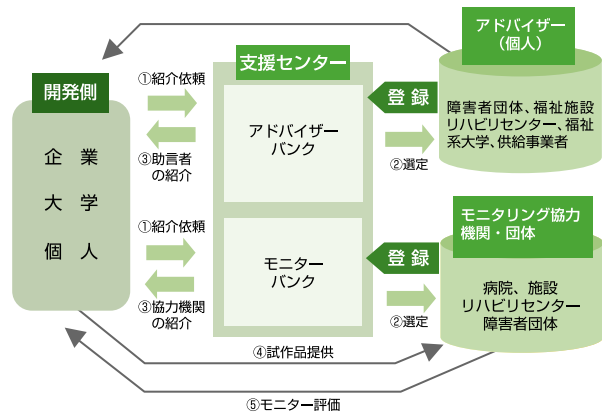 開発側
企　業
大　学
個　人
①紹介依頼
③助言者
の紹介
①紹介依頼
③協力機関
の紹介
支援センター
アドバイザー
バンク
モニター
バンク
登 録
②選定
登 録
②選定
アドバイザー
（個人）
障害者団体、福祉施設
リハビリセンター、福祉
系大学、供給事業者
モニタリング協力
機関・団体
病院、施設
リハビリセンター
障害者団体
④試作品提供
⑤モニター評価